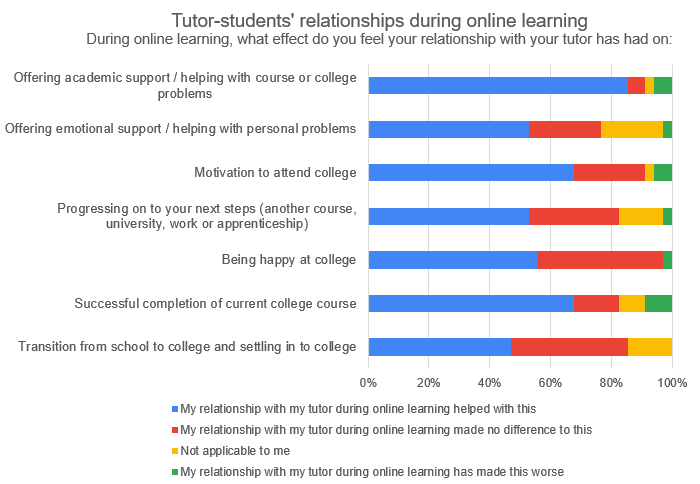 Tutor-students' relationships during online learning
During online learning, what effect do you feel your relationship with your tutor has had on:
Offering academic support / helping with course or college
problems
Offering emotional support / helping with personal problems
Motivation to attend college
Progressing on to your next steps (another course,
university, work or apprenticeship)
Being happy at college
Successful completion of current college course
Transition from school to college and settling in to college
0% 20% 40% 60% 80% 100%
My relationship with my tutor during online learning helped with this
My relationship with my tutor during online learning made no difference to this
Not applicable to me
My relationship with my tutor during online learning has made this worse